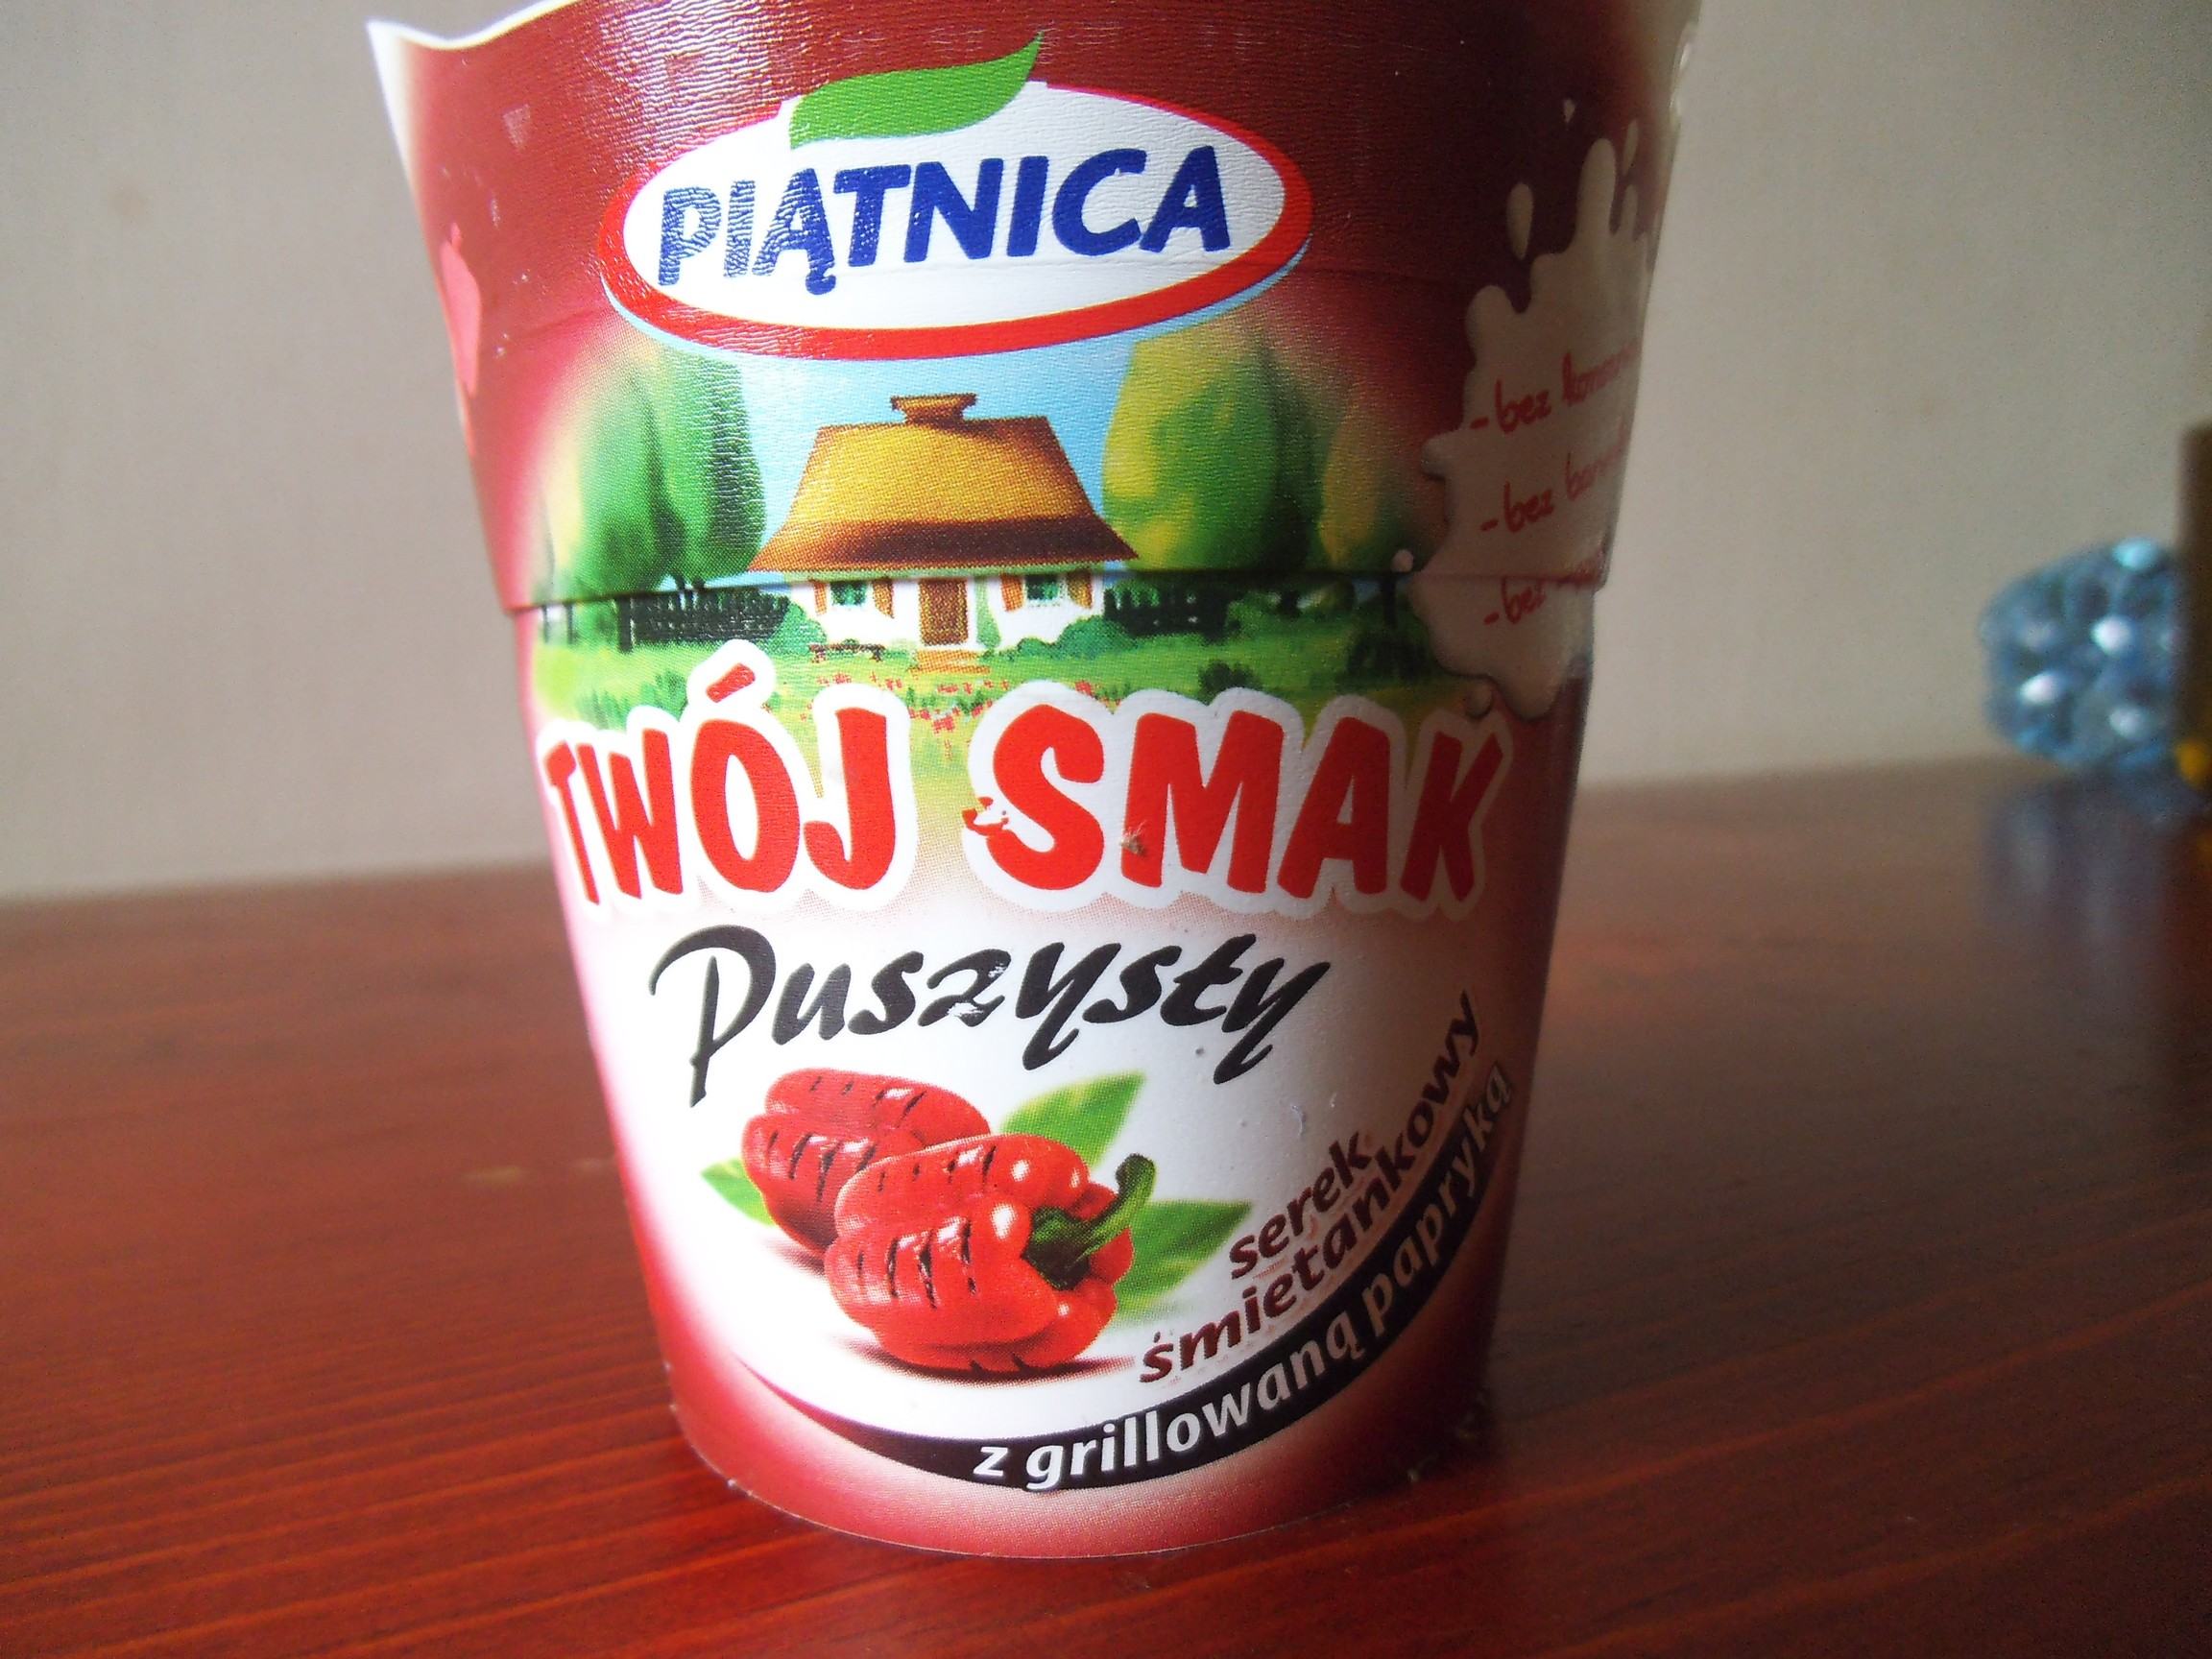 PIĄTNICA
- bez
- bez
- bez
TWÓJ SMAK
Puszysty
serek
śmietankowy
z grillowaną papryką